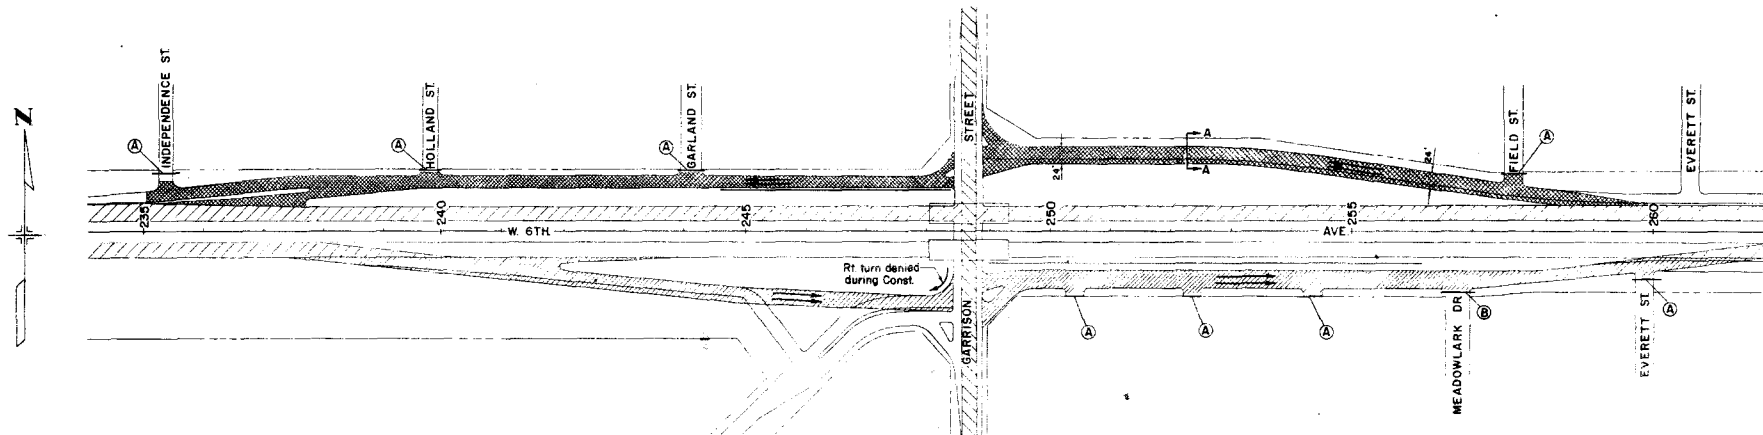 N
INDEPENDENCE ST.
HOLLAND ST.
GARLAND ST.
STREET
FIELD ST.
EVERETT ST.
A
A
A
A
A
A
24'
24'
235
240
245
250
255
260
W. 6TH.
AVE.
Rt. turn denied
during Const.
GARRISON
A
A
A
B
A
MEADOWLARK DR.
EVERETT ST.